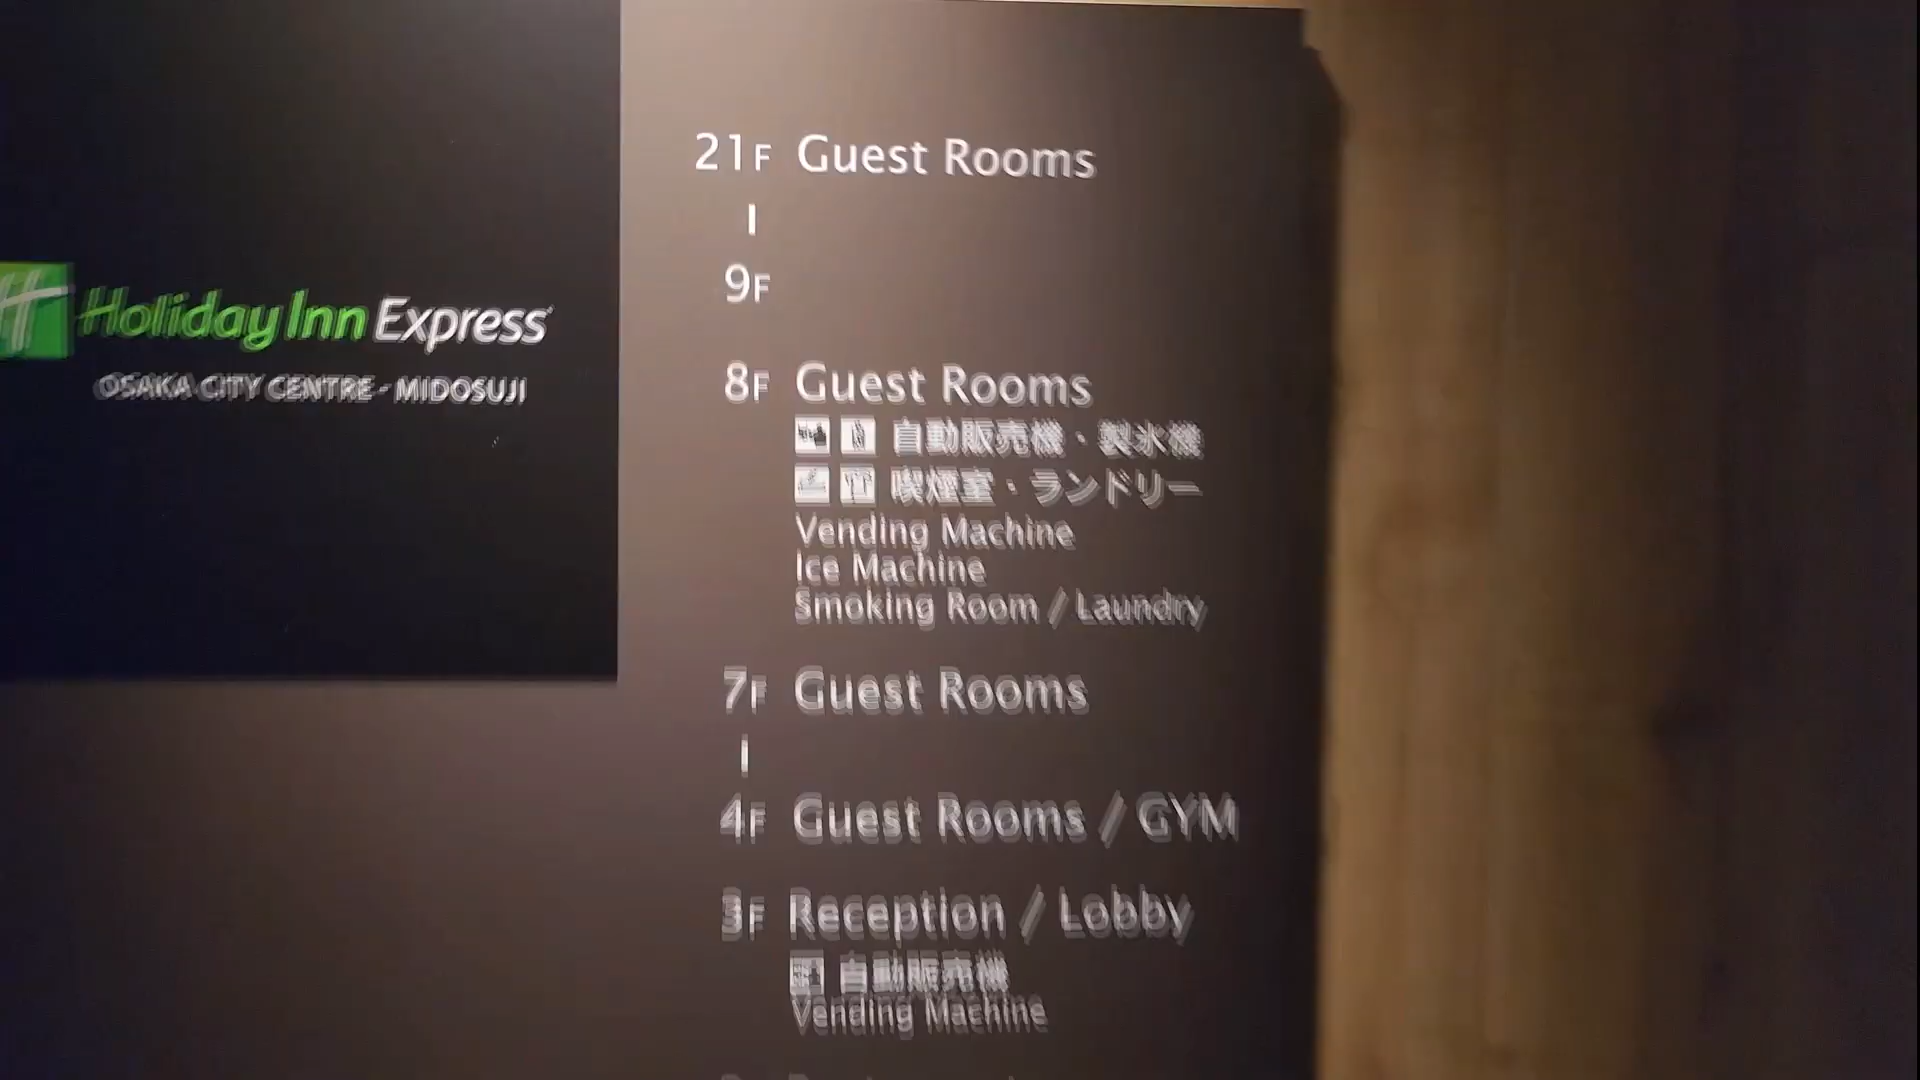 Holiday Inn Express
OSAKA CITY CENTRE - MIDOSUJI
21F Guest Rooms
9F
8F Guest Rooms
自動販売機・製氷機
喫煙室・ランドリー
Vending Machine
Ice Machine
Smoking Room / Laundry
7F Guest Rooms
4F Guest Rooms / GYM
3F Reception / Lobby
自動販売機
Vending Machine